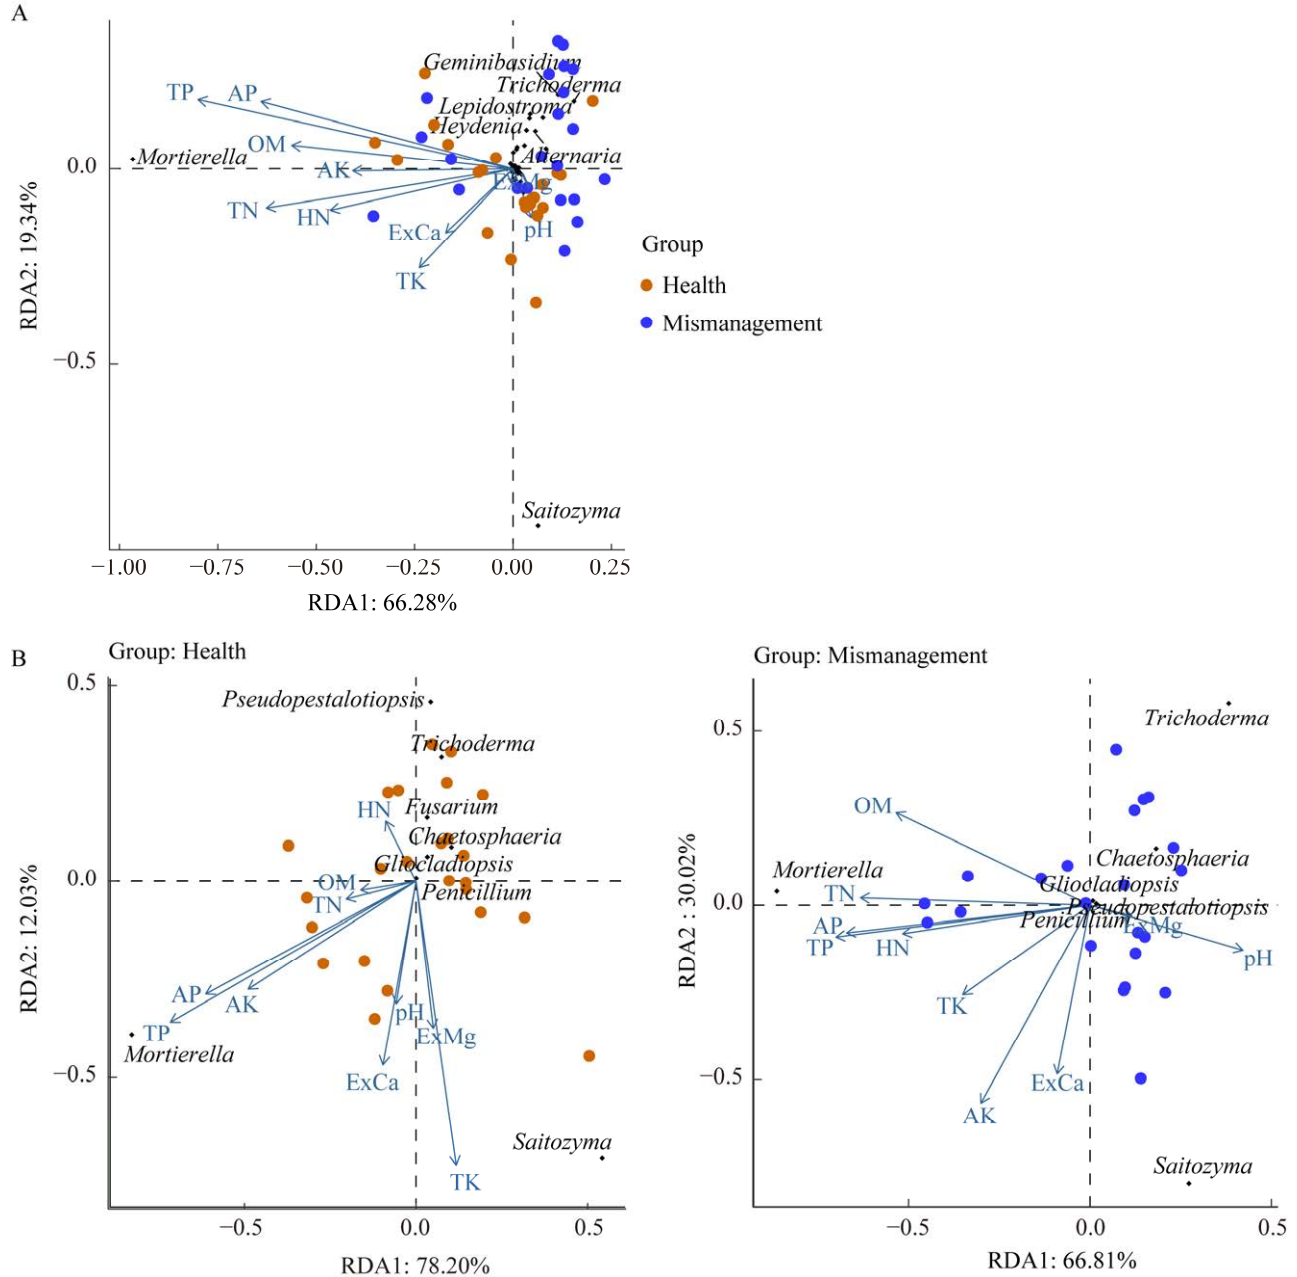 A
Geminibasidium
TP
AP
Trichoderma
Lepidostroma
OM
Heydenia
0.0
Mortierella
AK
Alternaria
ExMg
TN
HN
ExCa
pH
TK
RDA2: 19.34%
Group
Health
Mismanagement
−0.5
Saitozyma
−1.00
−0.75
−0.50
−0.25
0.00
0.25
RDA1: 66.28%
B
Group: Health
0.5
Pseudopestalotiopsis
Trichoderma
HN
Fusarium
Chaetosphaeria
Gliocladiopsis
0.0
OM
Penicillium
TN
RDA2: 12.03%
AP
AK
pH
TP
ExMg
Mortierella
−0.5
ExCa
Saitozyma
TK
−0.5
0.0
0.5
RDA1: 78.20%
Group: Mismanagement
Trichoderma
0.5
OM
Chaetosphaeria
Mortierella
Gliocladiopsis
TN
0.0
Pseudopestalotiopsis
Penicillium
ExMg
AP
TP
HN
pH
RDA2 : 30.02%
TK
−0.5
ExCa
AK
Saitozyma
−0.5
0.0
0.5
RDA1: 66.81%